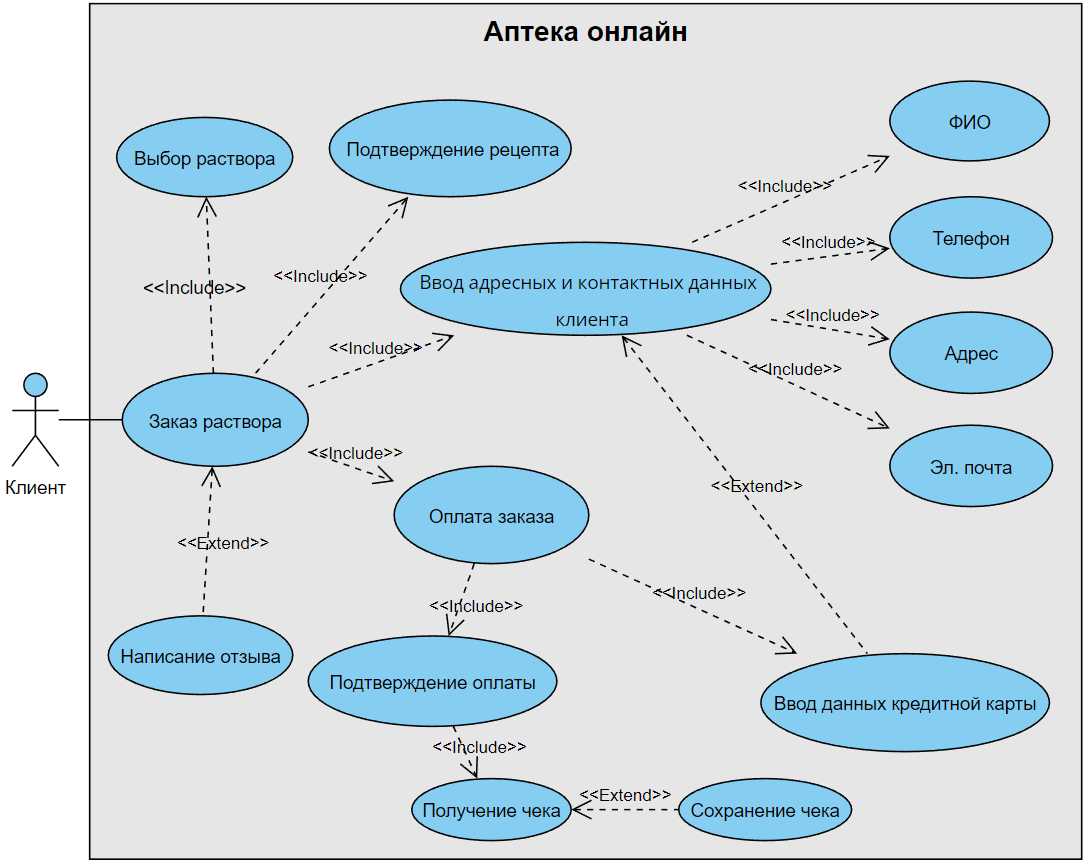 Аптека онлайн
ФИО
Выбор раствора
Подтверждение рецепта
<<Include>>
Телефон
<<Include>>
<<Include>>
<<Include>>
Ввод адресных и контактных данных
клиента
<<Include>>
<<Include>>
Адрес
<<Include>>
Заказ раствора
<<Include>>
Эл. почта
Клиент
<<Extend>>
Оплата заказа
<<Extend>>
<<Include>>
<<Include>>
Написание отзыва
Подтверждение оплаты
Ввод данных кредитной карты
<<Include>>
<<Extend>>
Получение чека
Сохранение чека